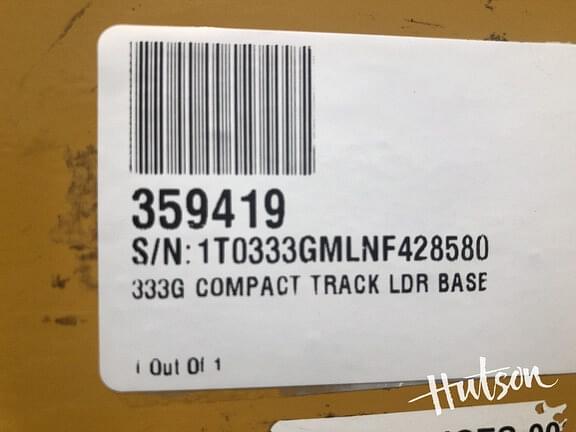 359419
S/N: 1T0333GMLNF428580
333G COMPACT TRACK LDR BASE
1 Out Of 1
Hutson